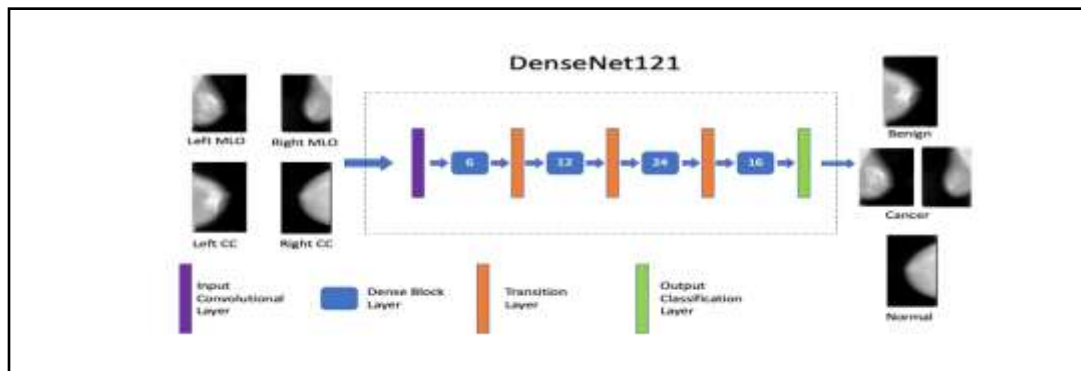 DenseNet121
Left MLO
Right MLO
Left CC
Right CC
6
12
24
16
Benign
Cancer
Normal
Input
Convolutional
Layer
Dense Block
Layer
Transition
Layer
Output
Classification
Layer